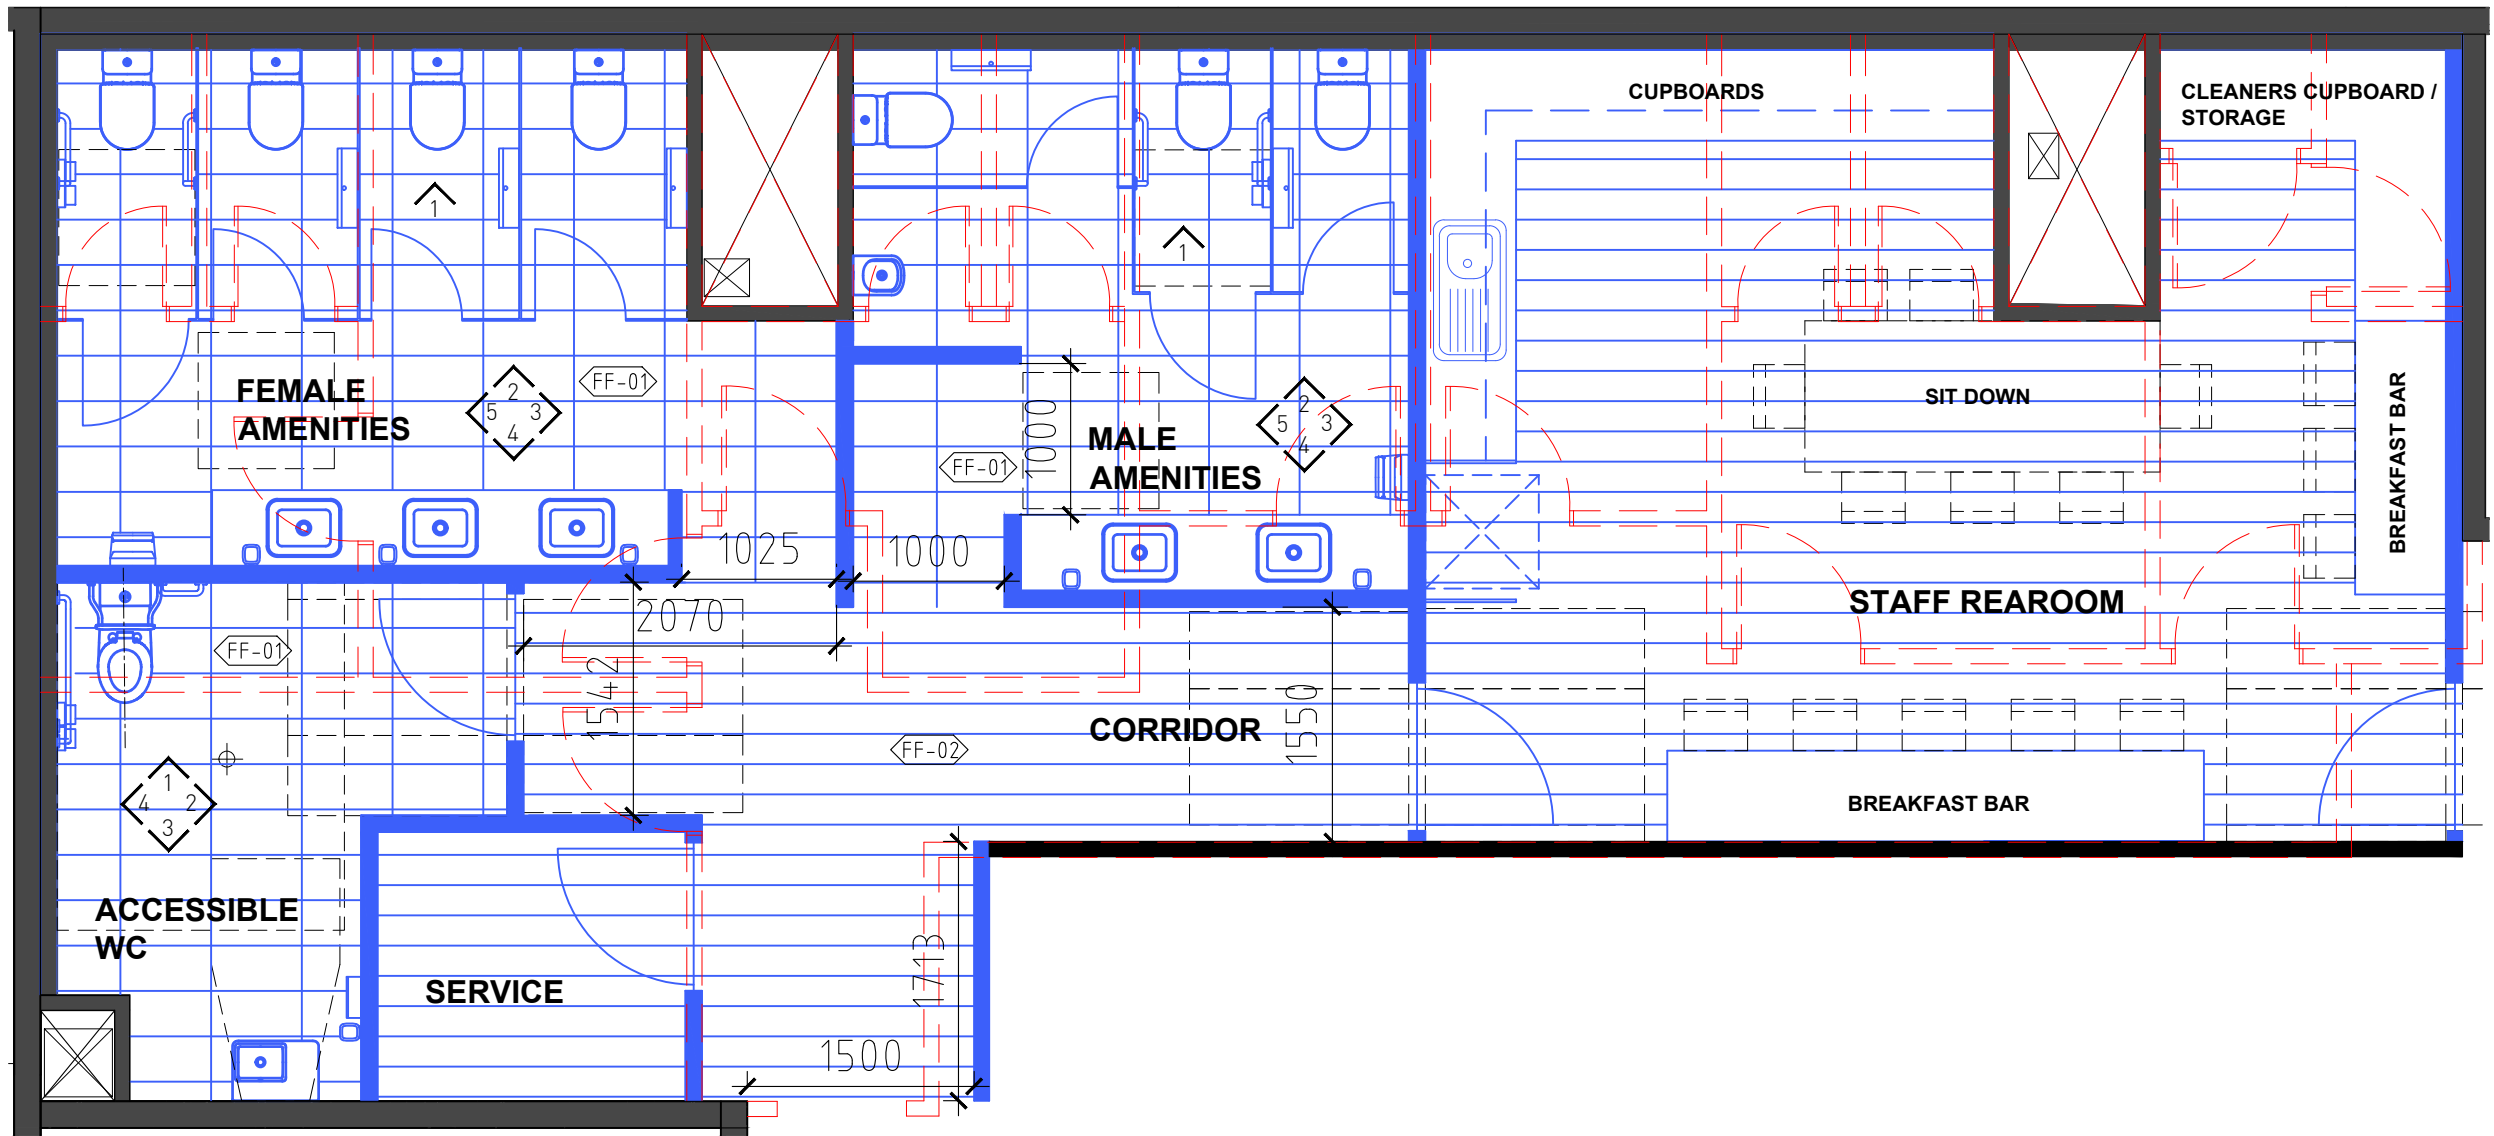 CUPBOARDS
CLEANERS CUPBOARD /
STORAGE
1
1
FEMALE
AMENITIES
2
5 3
4
FF-01
1000
MALE
AMENITIES
FF-01
2
5 3
4
SIT DOWN
BREAKFAST BAR
1025
1000
2070
1542
FF-01
STAFF REAROOM
1550
CORRIDOR
FF-02
1
4 2
3
BREAKFAST BAR
ACCESSIBLE
WC
SERVICE
1713
1500